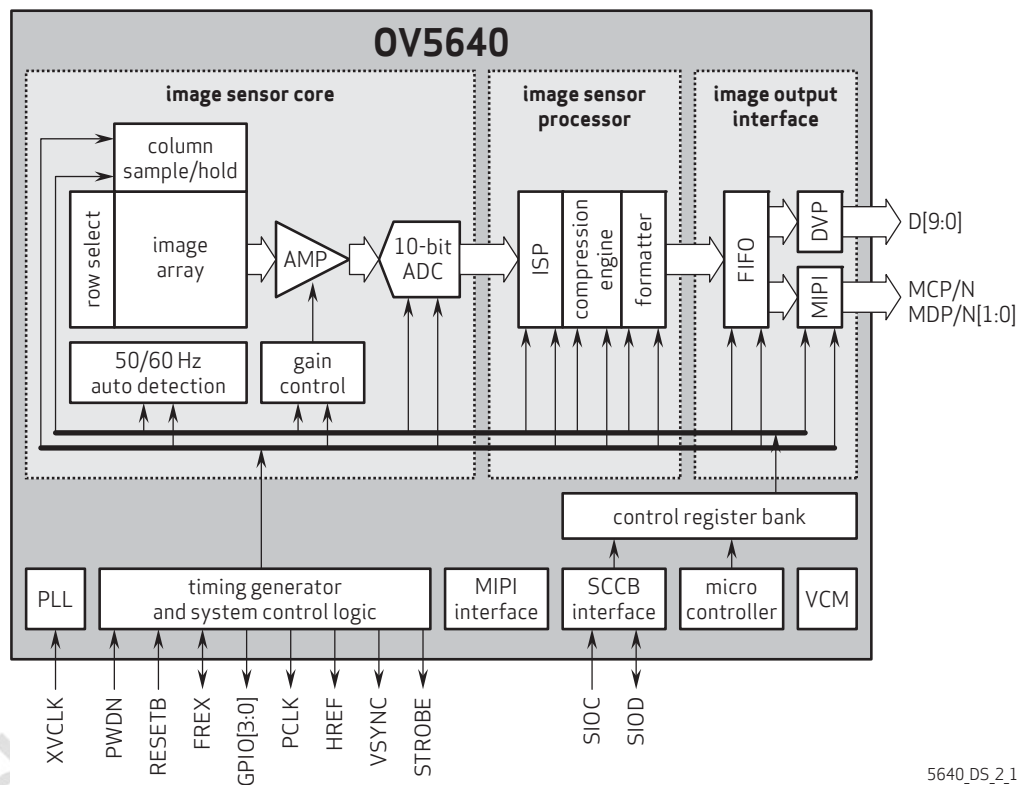 OV5640
image sensor core
image sensor
processor
image output
interface
column
sample/hold
row select
image
array
AMP
10-bit
ADC
ISP
compression
engine
formatter
FIFO
DVP
MIPI
D[9:0]
MCP/N
MDP/N[1:0]
50/60 Hz
auto detection
gain
control
control register bank
PLL
timing generator
and system control logic
MIPI
interface
SCCB
interface
micro
controller
VCM
XVCLK
PWDN
RESETB
FREX
GPIO[3:0]
PCLK
HREF
VSYNC
STROBE
SIOC
SIOD
5640_DS_2_1